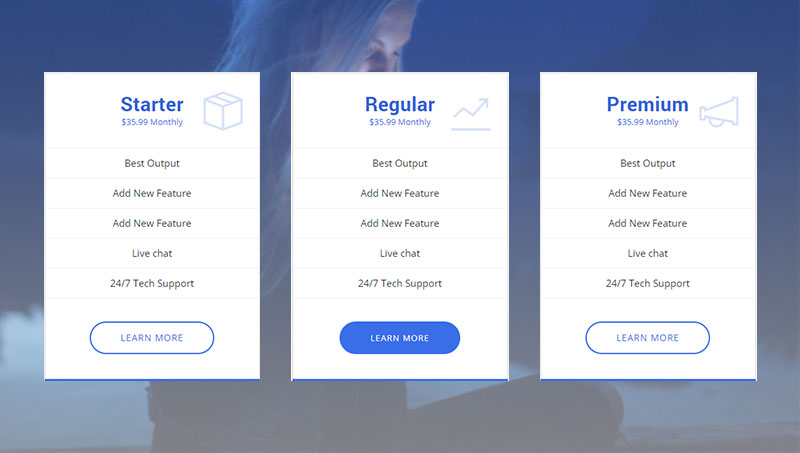 Starter
$35.99 Monthly
Best Output
Add New Feature
Add New Feature
Live chat
24/7 Tech Support
LEARN MORE
Regular
$35.99 Monthly
Best Output
Add New Feature
Add New Feature
Live chat
24/7 Tech Support
LEARN MORE
Premium
$35.99 Monthly
Best Output
Add New Feature
Add New Feature
Live chat
24/7 Tech Support
LEARN MORE